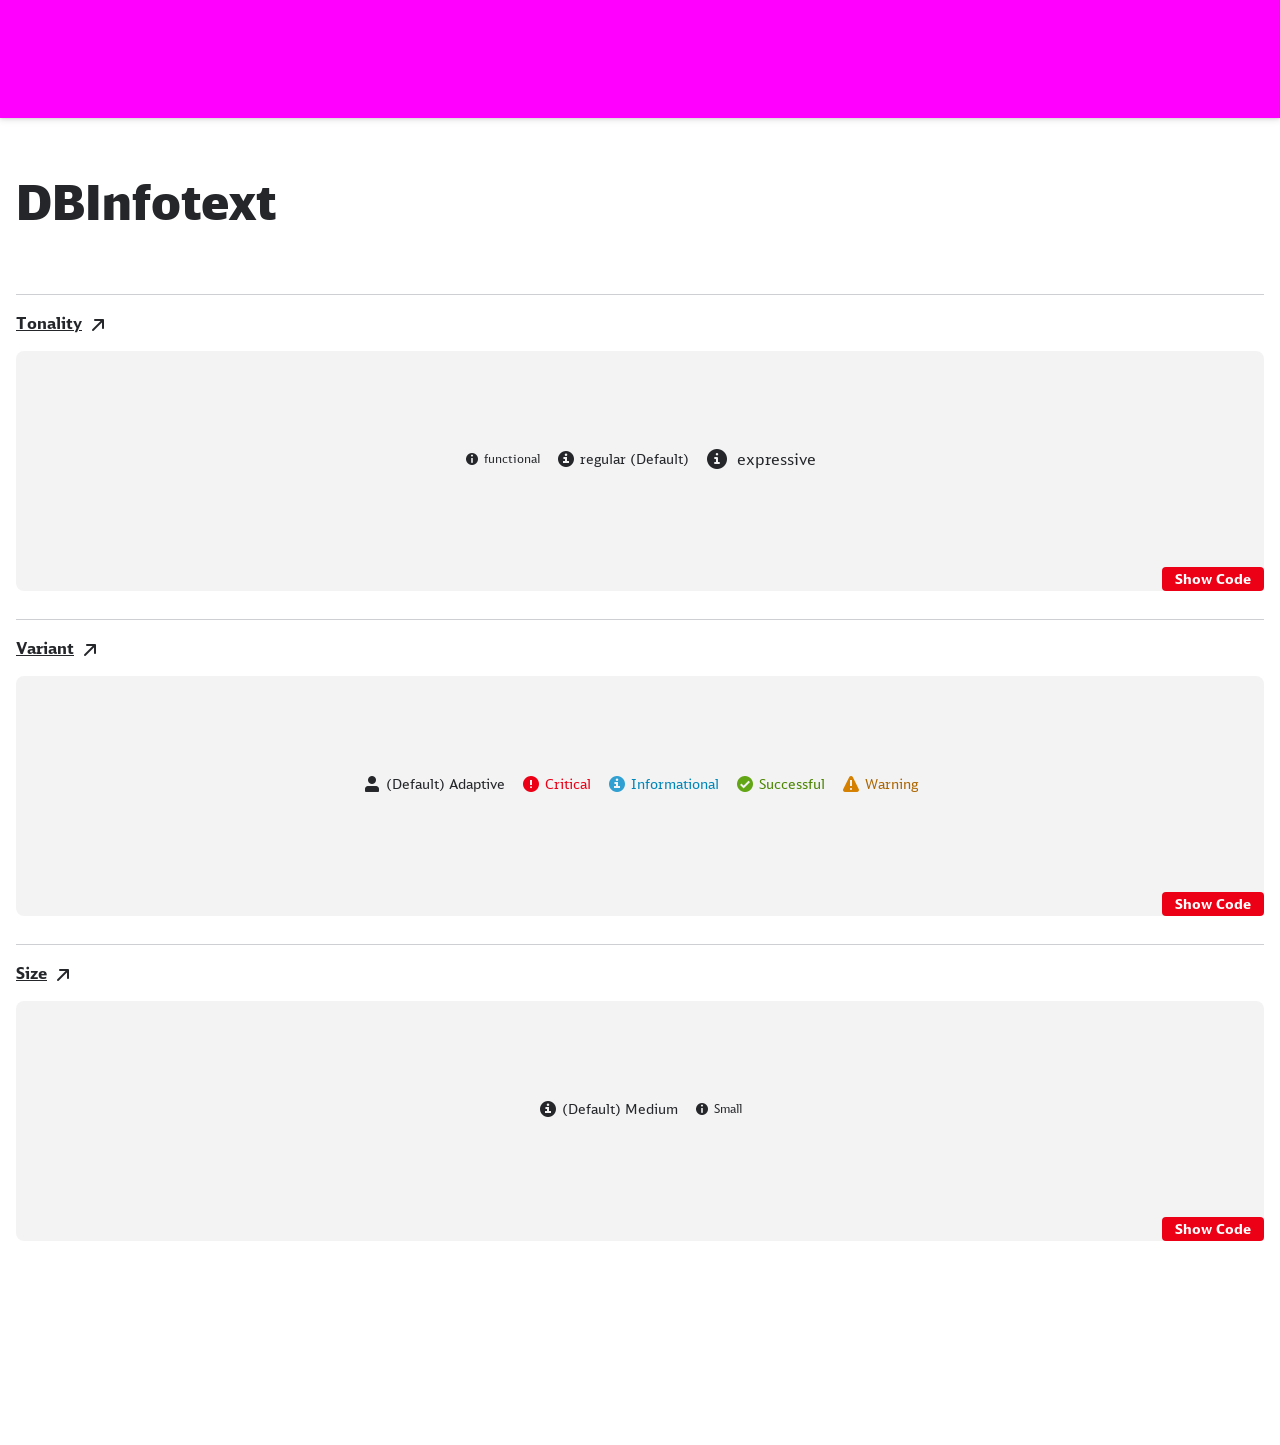 DBInfotext
Tonality
functional regular (Default) expressive
Show Code
Variant
(Default) Adaptive Critical Informational Successful Warning
Show Code
Size
(Default) Medium Small
Show Code